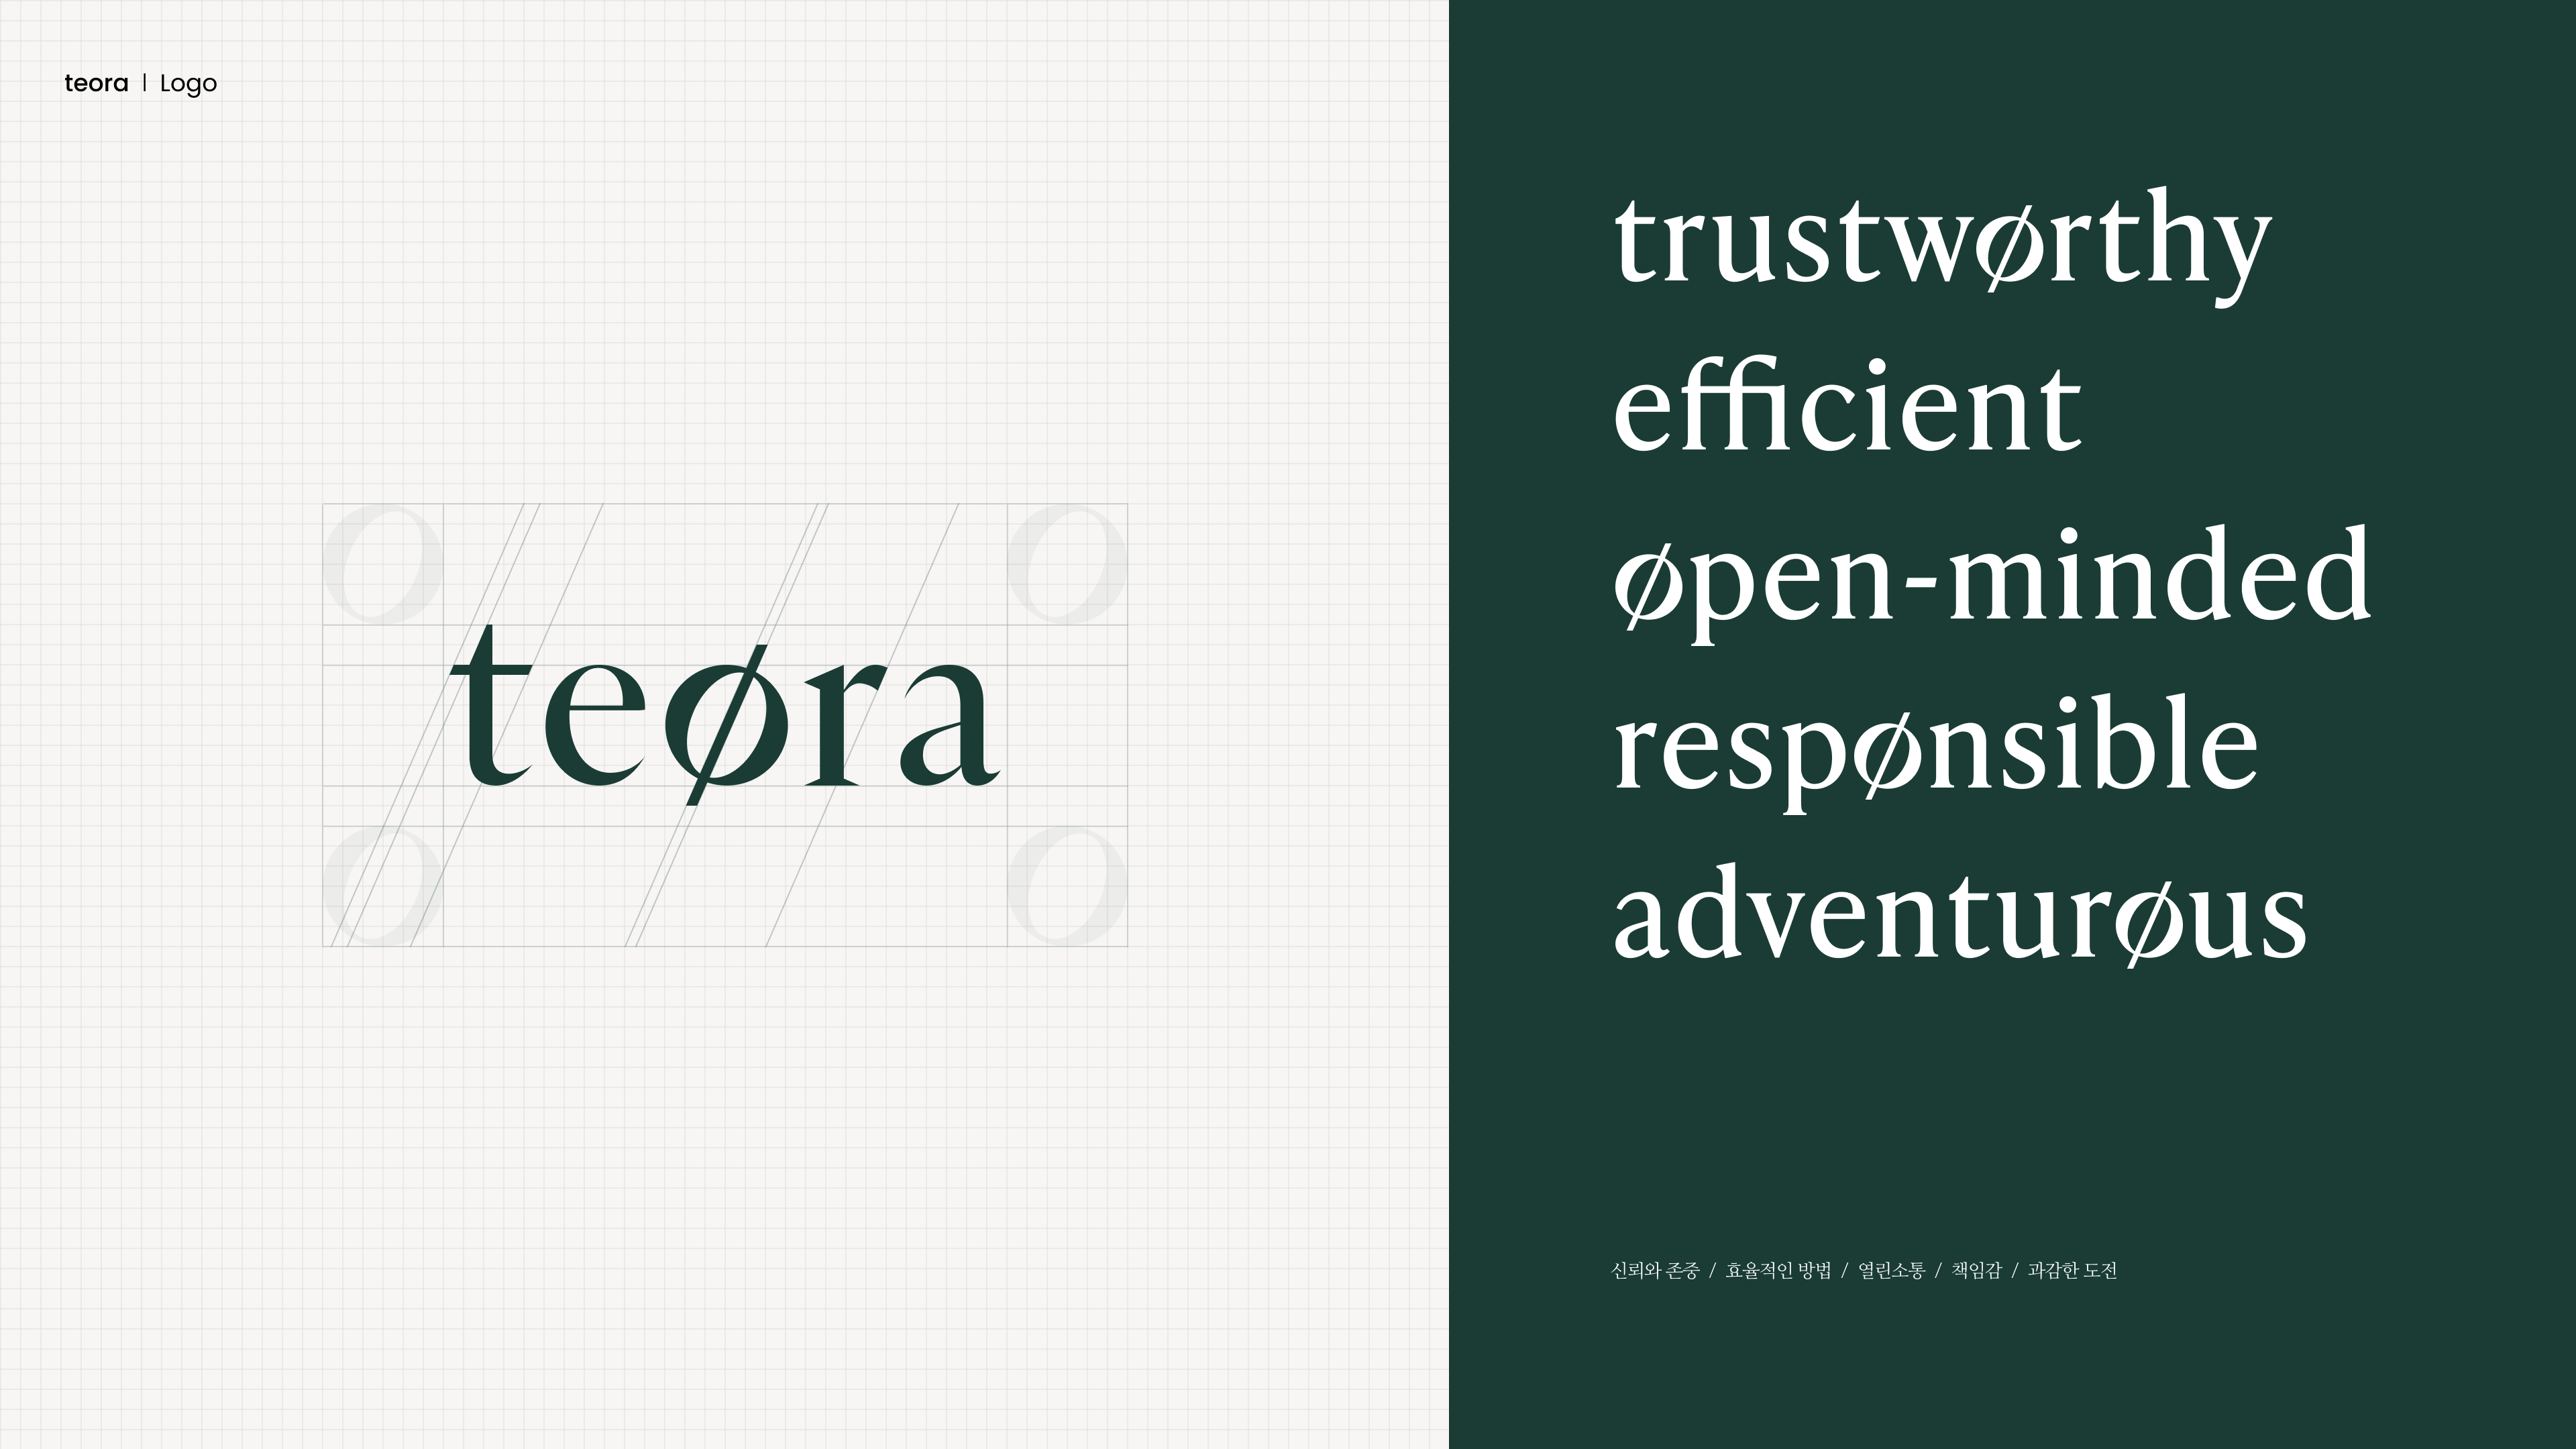 teora | Logo
teøra
trustwørthy
efficient
øpen-minded
respønsible
adventurøus
신뢰와 존중 / 효율적인 방법 / 열린소통 / 책임감 / 과감한 도전